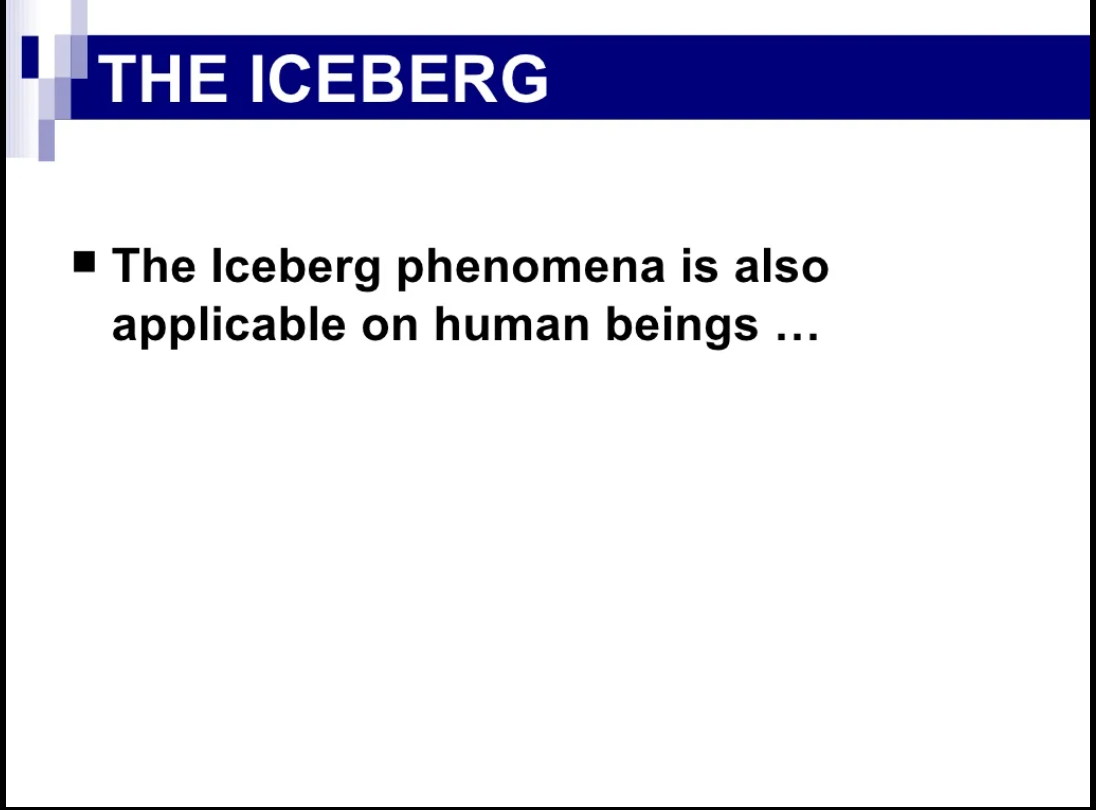 THE ICEBERG
The Iceberg phenomena is also
applicable on human beings …